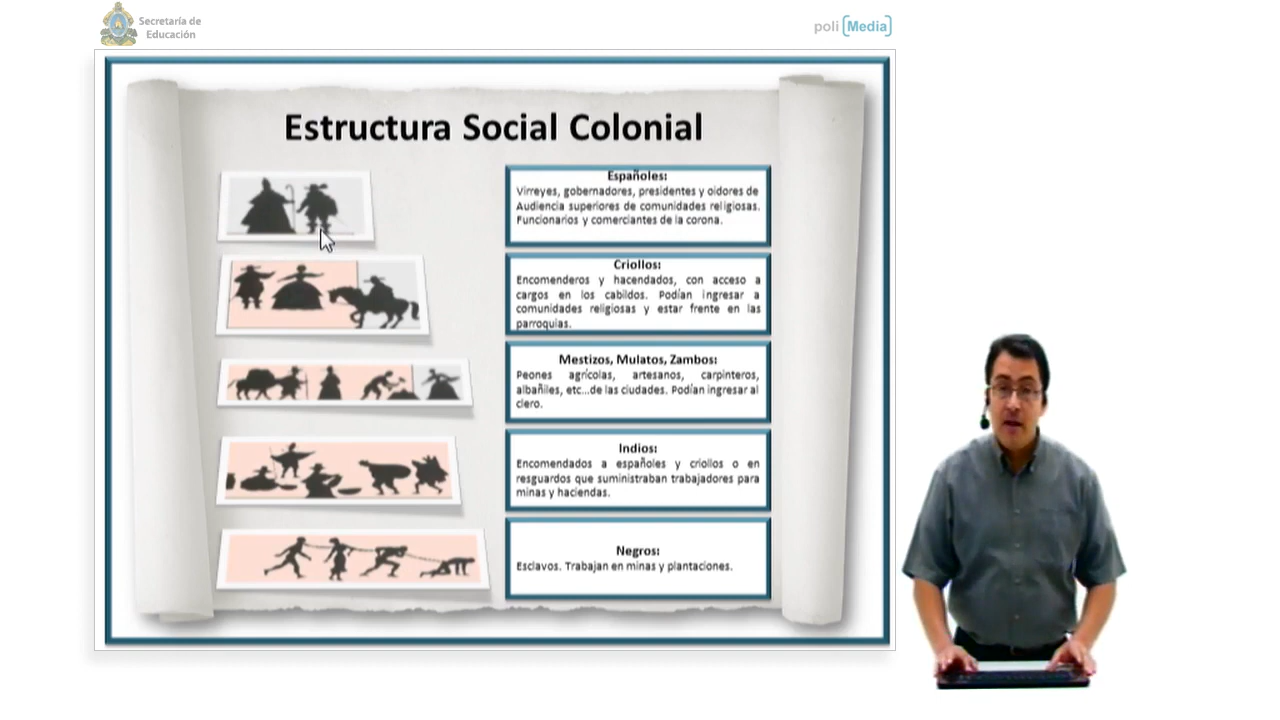 Secretaría de
Educación
poli [Media]
Estructura Social Colonial
Españoles:
Virreyes, gobernadores, presidentes y oidores de
Audiencia superiores de comunidades religiosas.
Funcionarios y comerciantes de la corona.
Criollos:
Encomenderos y hacendados, con acceso a
cargos en los cabildos. Podían ingresar a
comunidades religiosas y estar frente en las
parroquias.
Mestizos, Mulatos, Zambos:
Peones agrícolas, artesanos, carpinteros,
albañiles, etc...de las ciudades. Podían ingresar al
clero.
Indios:
Encomendados a españoles y criollos o en
resguardos que suministraban trabajadores para
minas y haciendas.
Negros:
Esclavos. Trabajan en minas y plantaciones.